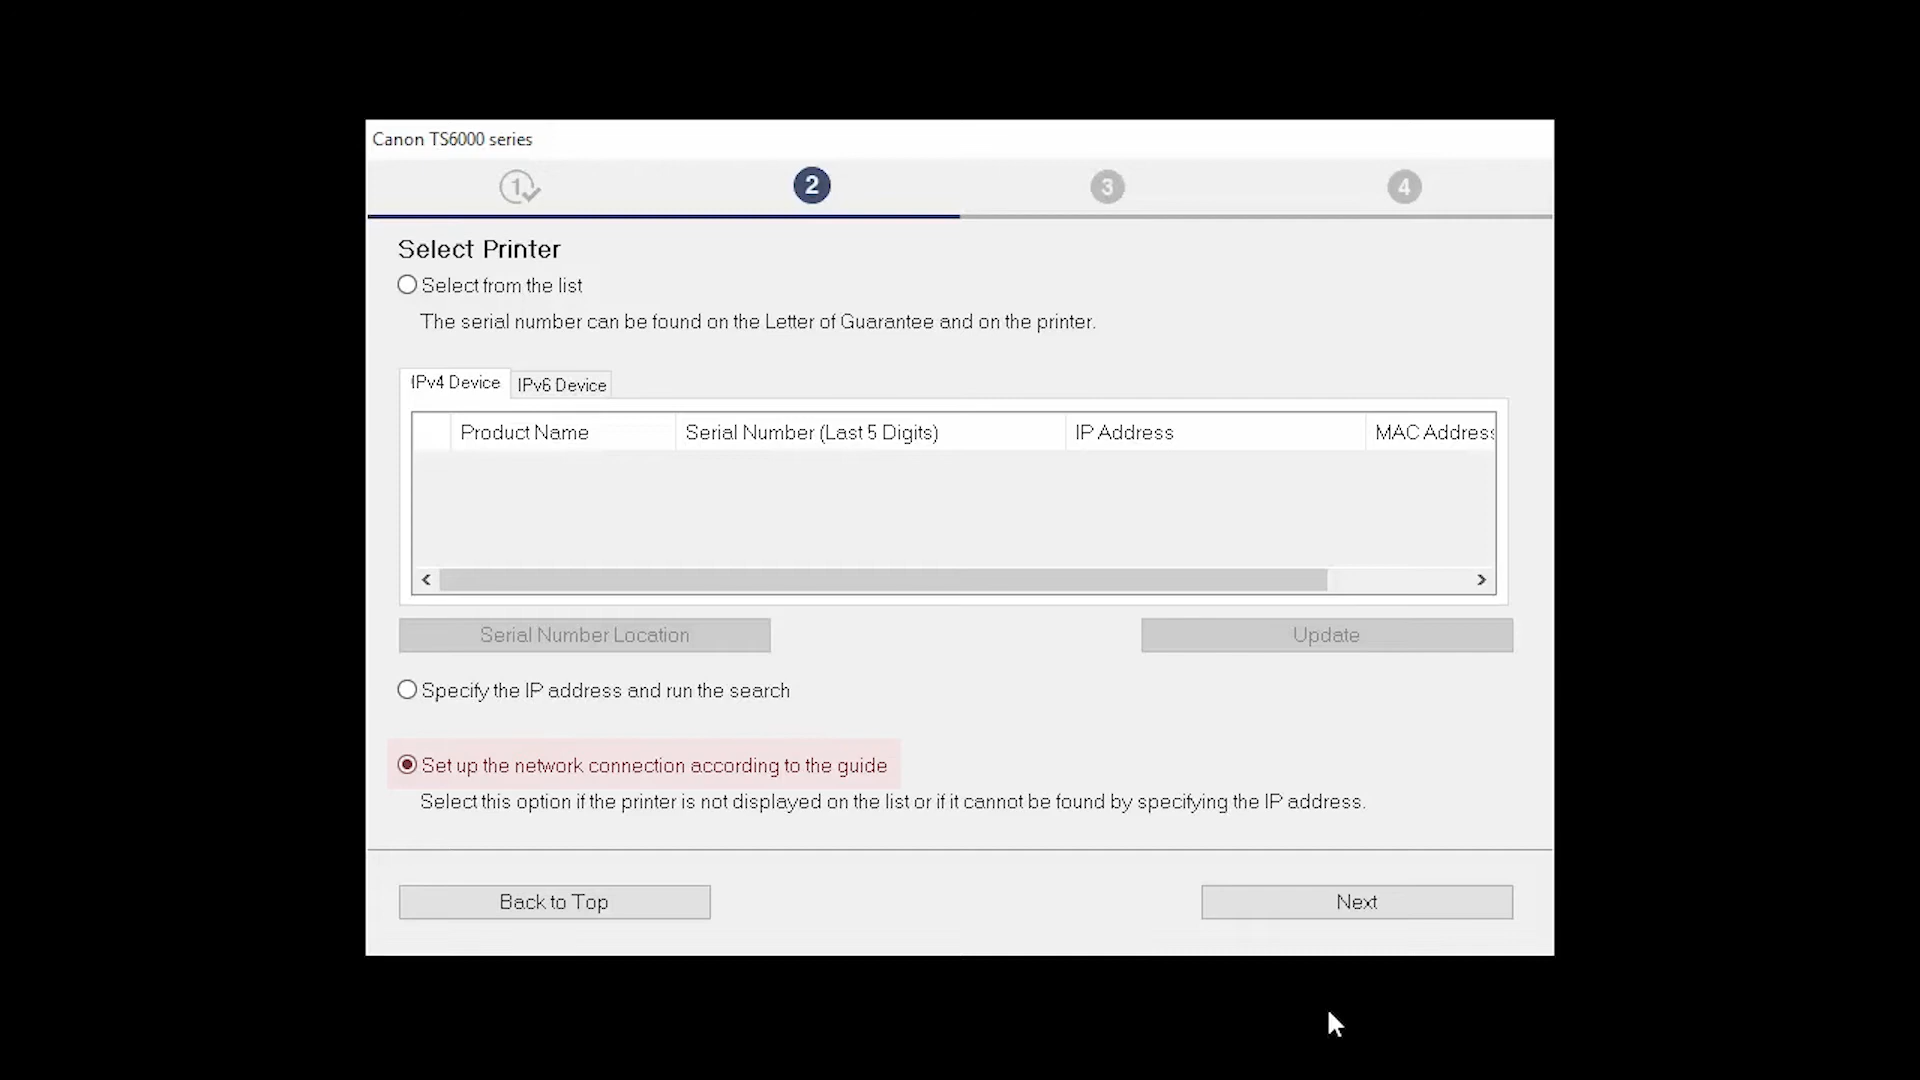 Canon TS6000 series
1 2 3 4
Select Printer
Select from the list
The serial number can be found on the Letter of Guarantee and on the printer.
IPv4 Device IPv6 Device
Product Name Serial Number (Last 5 Digits) IP Address MAC Address
Serial Number Location Update
Specify the IP address and run the search
Set up the network connection according to the guide
Select this option if the printer is not displayed on the list or if it cannot be found by specifying the IP address.
Back to Top Next